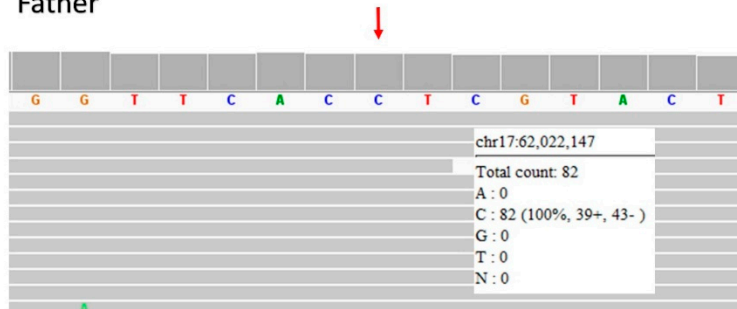 Father
G G T T C A C C T C G T A C T
chr17:62,022,147
Total count: 82
A : 0
C : 82 (100%, 39+, 43- )
G : 0
T : 0
N : 0
A